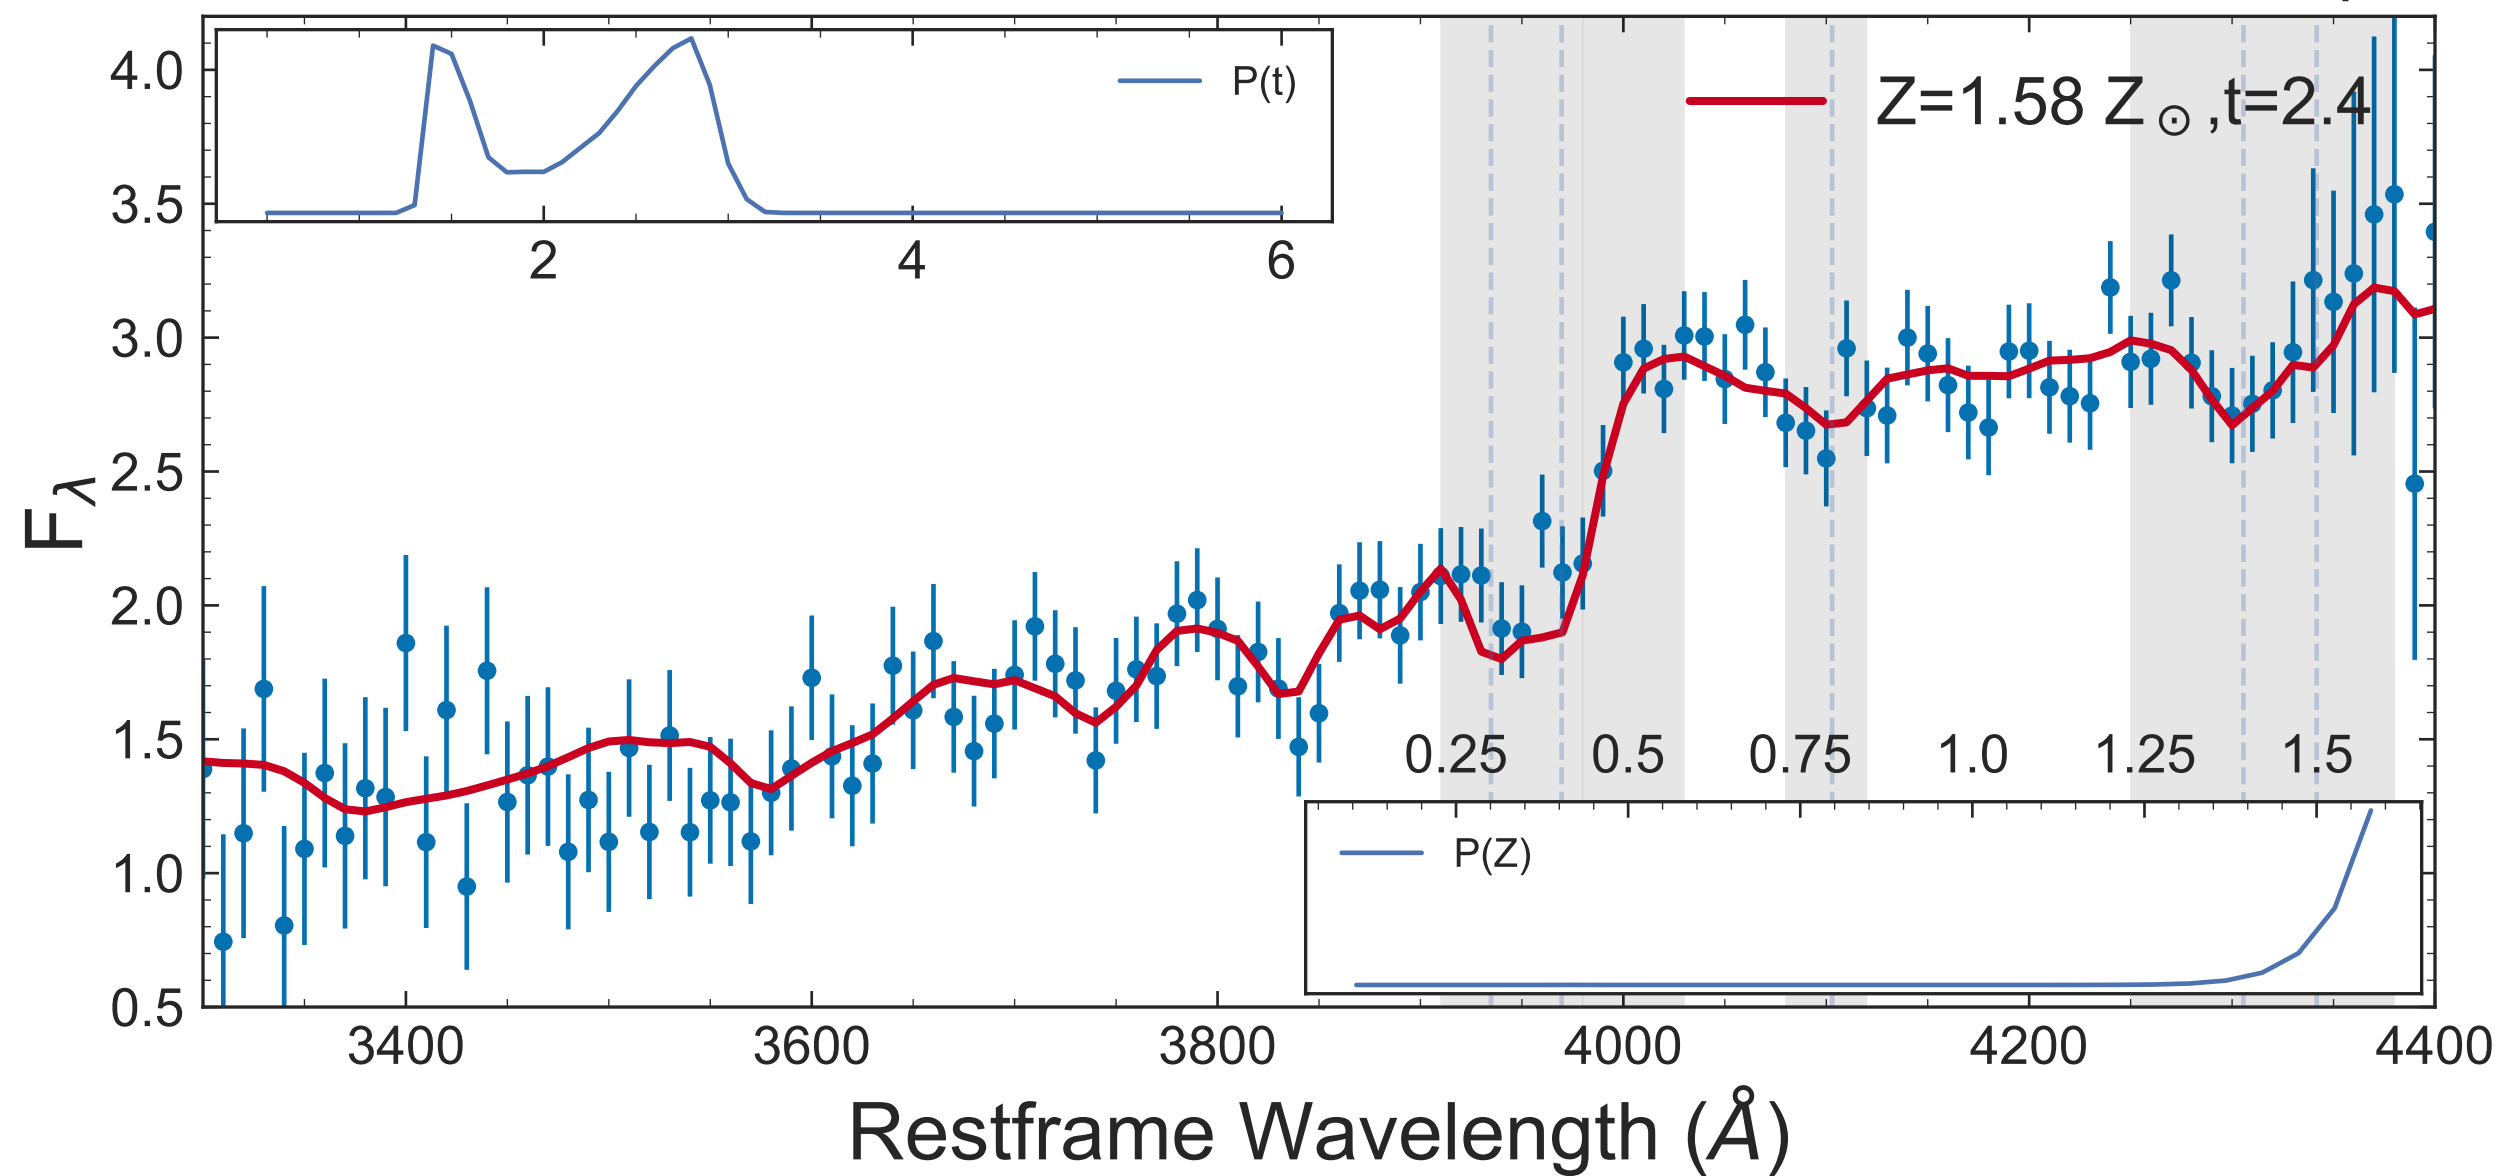 4.0
3.5
3.0
2.5
2.0
1.5
1.0
0.5
F_λ
P(t)
2 4 6
Z=1.58 Z⊙,t=2.4
0.25 0.5 0.75 1.0 1.25 1.5
P(Z)
3400 3600 3800 4000 4200 4400
Restframe Wavelength (Å)